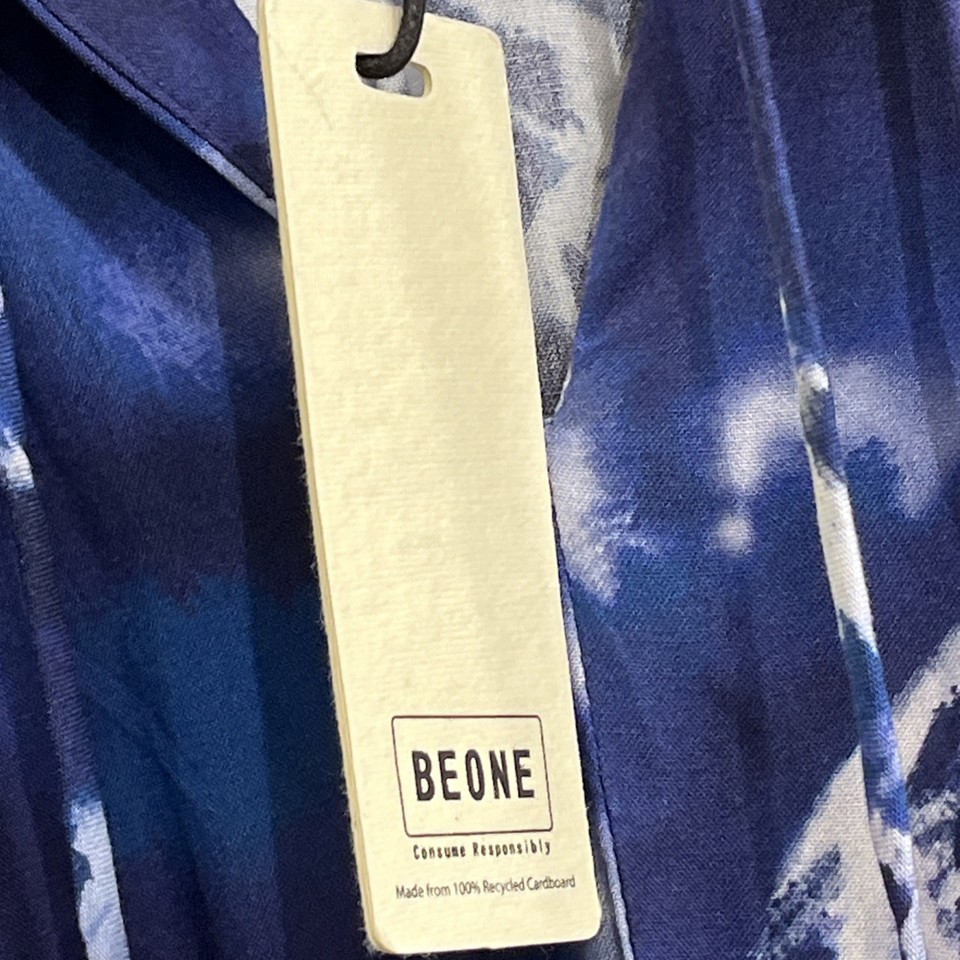 BEONE
Consume Responsibly
Made from 100% Recycled Cardboard